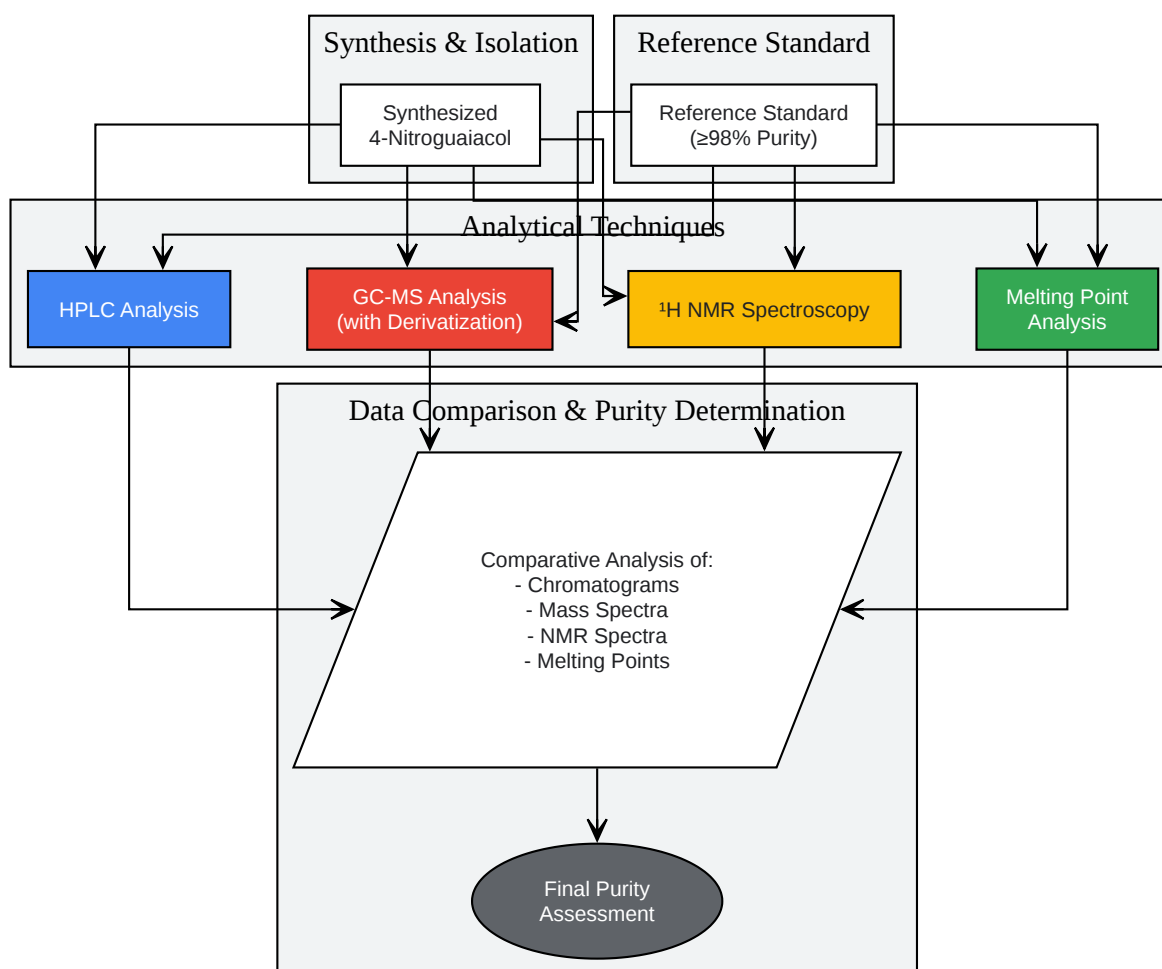 Synthesis & Isolation
Reference Standard
Synthesized
4-Nitroguaiacol
Reference Standard
(≥98% Purity)
Analytical Techniques
HPLC Analysis
GC-MS Analysis
(with Derivatization)
¹H NMR Spectroscopy
Melting Point
Analysis
Data Comparison & Purity Determination
Comparative Analysis of:
- Chromatograms
- Mass Spectra
- NMR Spectra
- Melting Points
Final Purity
Assessment